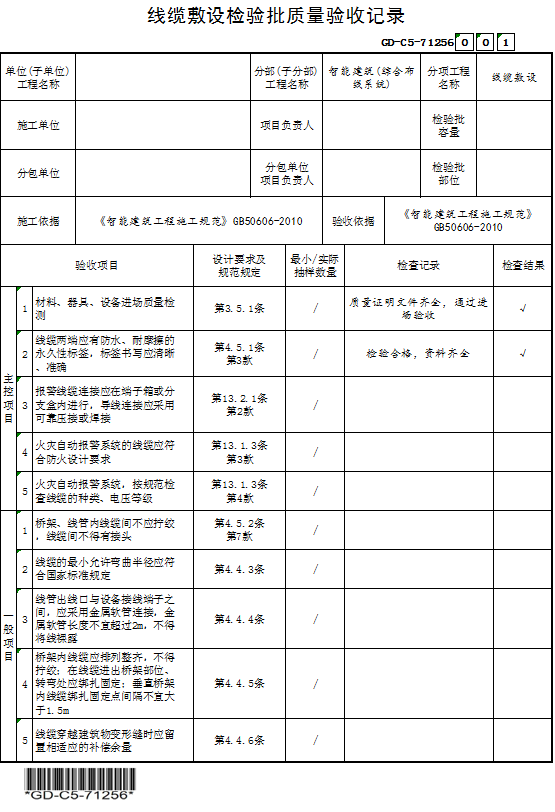 线缆敷设检验批质量验收记录
GD-C5-71256 0 0 1
单位(子单位)
工程名称
分部(子分部)
工程名称
智能建筑(综合布
线系统)
分项工程
名称
线缆敷设
施工单位
项目负责人
检验批
容量
分包单位
分包单位
项目负责人
检验批
部位
施工依据
《智能建筑工程施工规范》GB50606-2010
验收依据
《智能建筑工程施工规范》
GB50606-2010
验收项目
设计要求及
规范规定
最小/实际
抽样数量
检查记录
检查结果
主控项目
1
材料、器具、设备进场质量检
测
第3.5.1条
/
质量证明文件齐全，通过进
场验收
√
2
线缆两端应有防水、耐摩擦的
永久性标签，标签书写应清晰
、准确
第4.5.1条
第3款
/
检验合格，资料齐全
√
3
报警线缆连接应在端子箱或分
支盒内进行，导线连接应采用
可靠压接或焊接
第13.2.1条
第2款
/
4
火灾自动报警系统的线缆应符
合防火设计要求
第13.1.3条
第3款
/
5
火灾自动报警系统，按规范检
查线缆的种类、电压等级
第13.1.3条
第4款
/
一般项目
1
桥架、线管内线缆间不应拧绞
，线缆间不得有接头
第4.5.2条
第7款
/
2
线缆的最小允许弯曲半径应符
合国家标准规定
第4.4.3条
/
3
线管出线口与设备接线端子之
间，应采用金属软管连接，金
属软管长度不宜超过2m，不得
将线裸露
第4.4.4条
/
4
桥架内线缆应排列整齐，不得
拧绞；在线缆进出桥架部位、
转弯处应绑扎固定；垂直桥架
内线缆绑扎固定点间隔不宜大
于1.5m
第4.4.5条
/
5
线缆穿越建筑物变形缝时应留
置相适应的补偿余量
第4.4.6条
/
*GD-C5-71256*